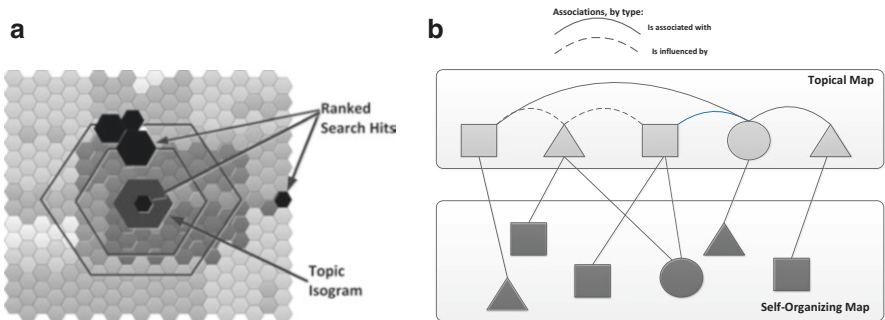 a
Ranked
Search Hits
Topic
Isogram
b
Associations, by type:
Is associated with
Is influenced by
Topical Map
Self-Organizing Map